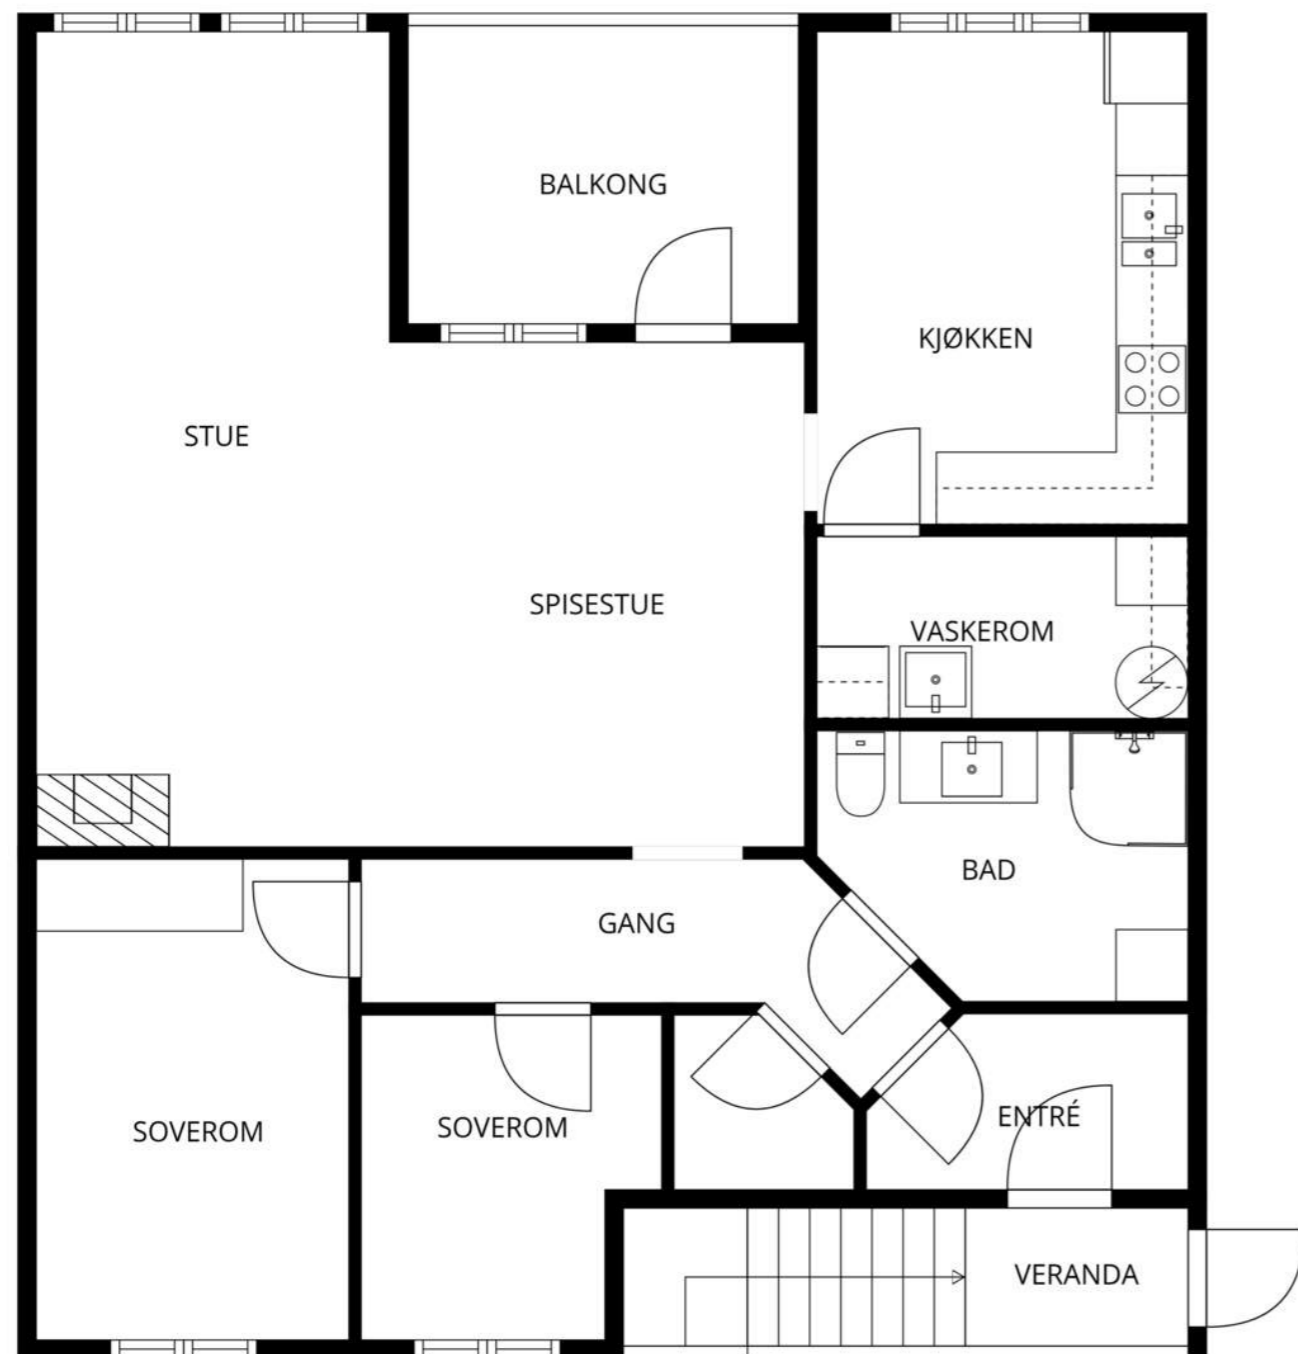 BALKONG
KJØKKEN
STUE
SPISESTUE
VASKEROM
BAD
GANG
SOVEROM
SOVEROM
ENTRÉ
VERANDA